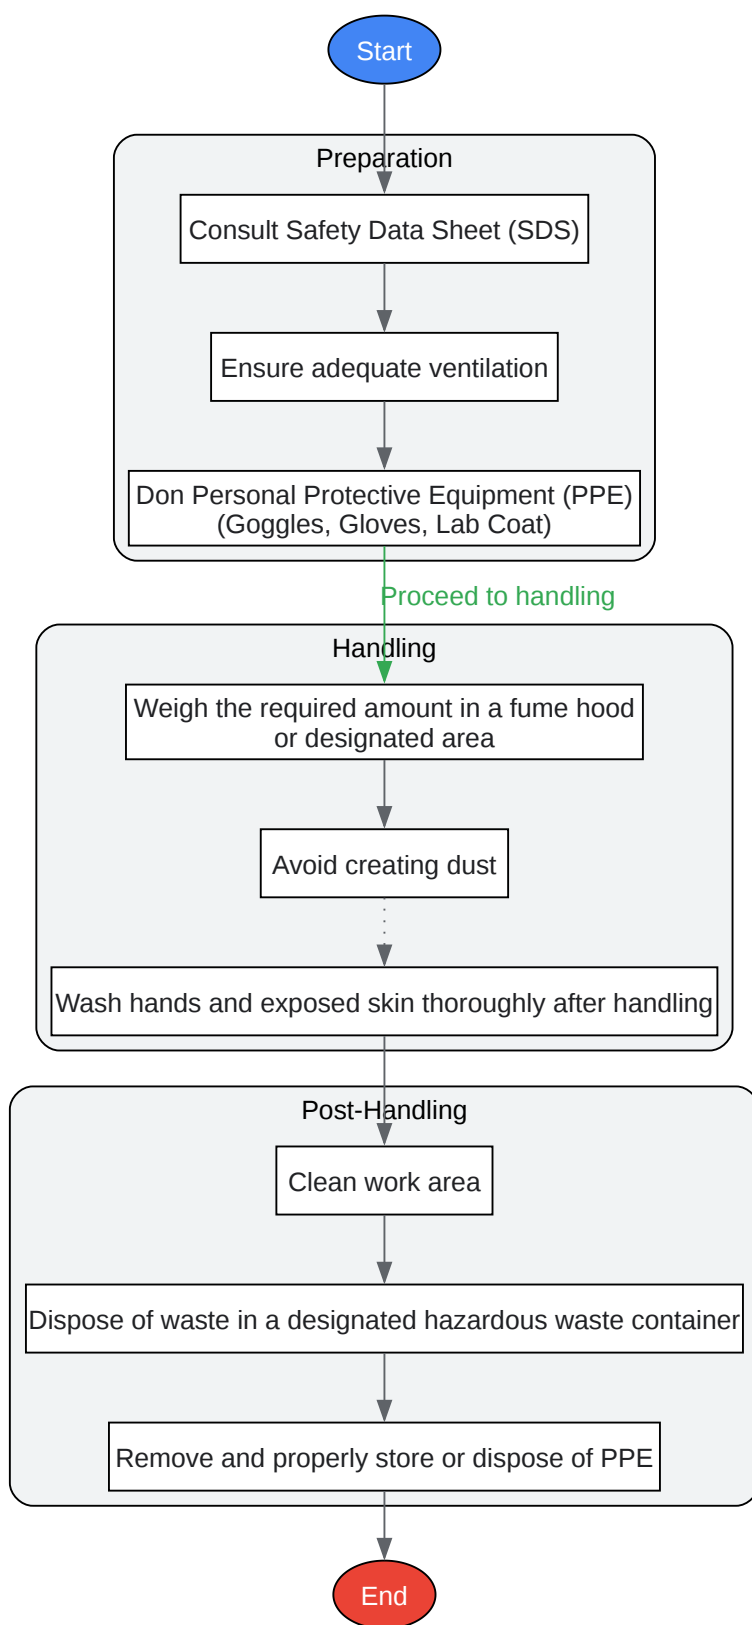 Start
Preparation
Consult Safety Data Sheet (SDS)
Ensure adequate ventilation
Don Personal Protective Equipment (PPE)
(Goggles, Gloves, Lab Coat)
Proceed to handling
Handling
Weigh the required amount in a fume hood
or designated area
Avoid creating dust
Wash hands and exposed skin thoroughly after handling
Post-Handling
Clean work area
Dispose of waste in a designated hazardous waste container
Remove and properly store or dispose of PPE
End